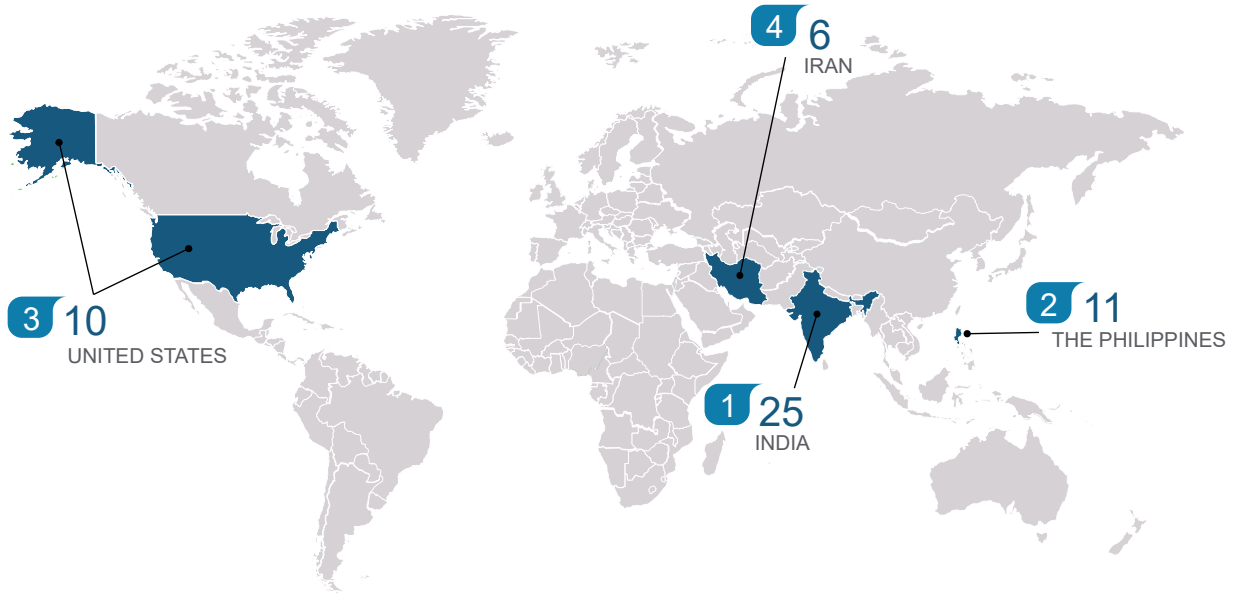 4 6
IRAN
3 10
UNITED STATES
2 11
THE PHILIPPINES
1 25
INDIA